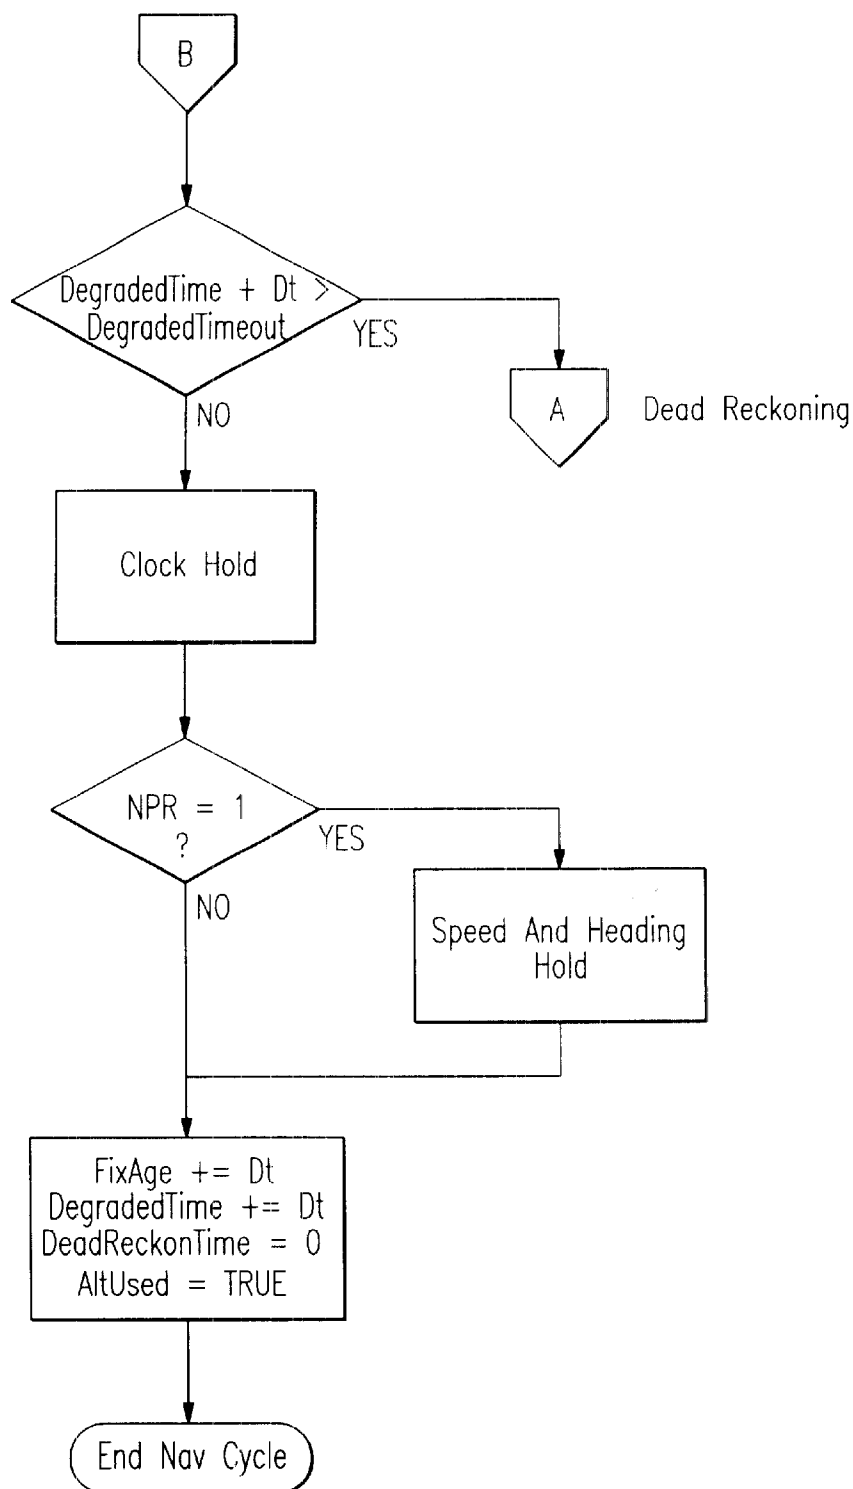 B
DegradedTime + Dt >
DegradedTimeout
YES
A
Dead Reckoning
NO
Clock Hold
NPR = 1
?
YES
NO
Speed And Heading
Hold
FixAge += Dt
DegradedTime += Dt
DeadReckonTime = 0
AltUsed = TRUE
End Nav Cycle